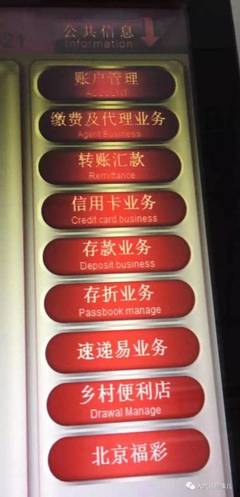 21
公共信息
Information
账户管理
Account
缴费及代理业务
Agent Business
转账汇款
Remittance
信用卡业务
Credit card business
存款业务
Deposit business
存折业务
Passbook manage
速递易业务
乡村便利店
Drawal Manage
北京福彩